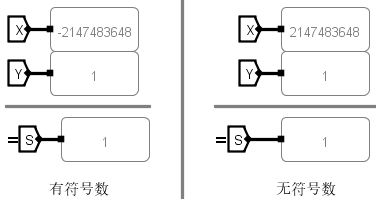 X -2147483648
Y 1
= S 1
有符号数
X 2147483648
Y 1
= S 1
无符号数